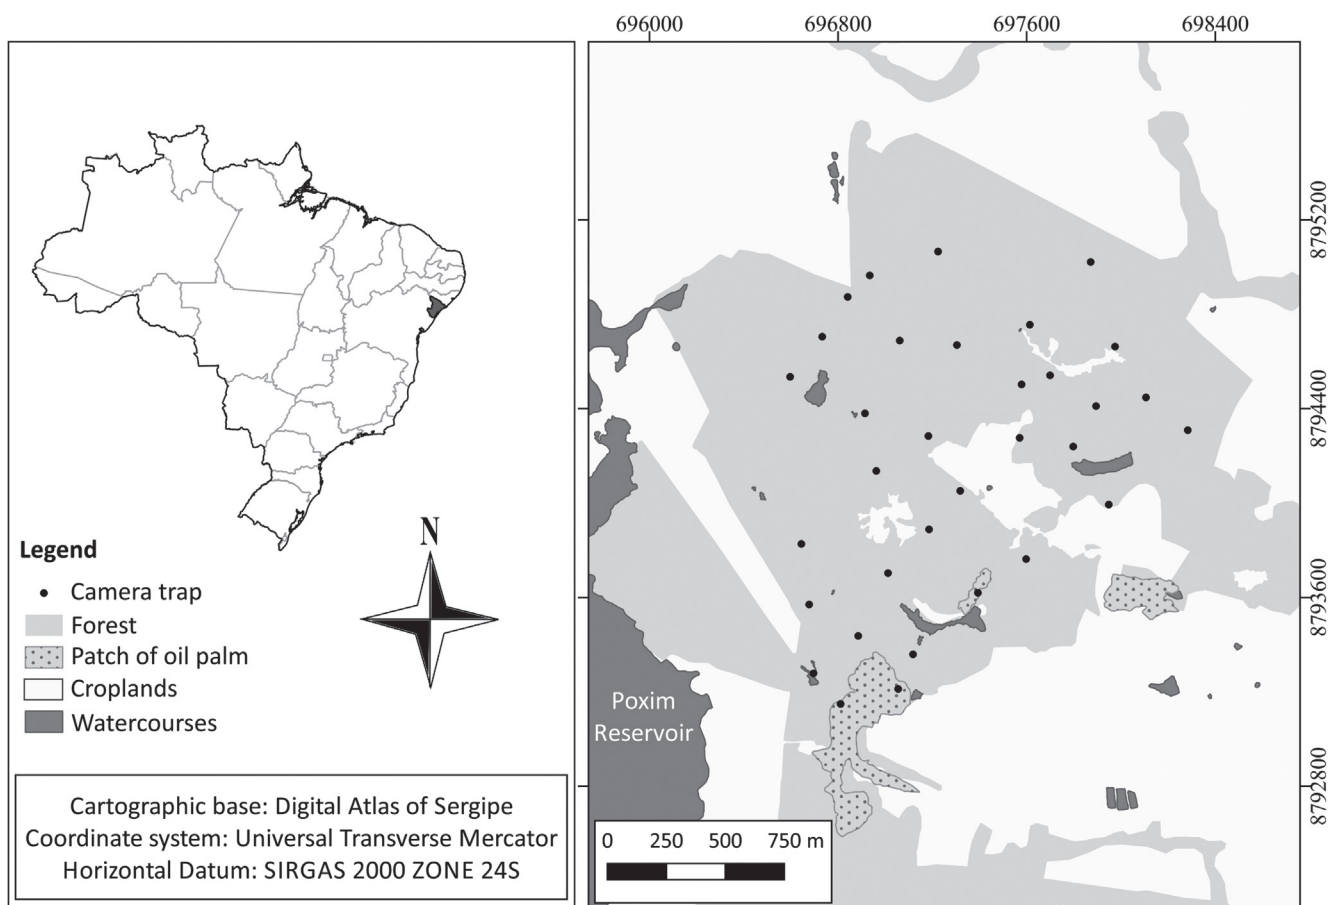 696000 696800 697600 698400
8795200
8794400
8793600
8792800
N
Legend
Camera trap
Forest
Patch of oil palm
Croplands
Watercourses
Cartographic base: Digital Atlas of Sergipe
Coordinate system: Universal Transverse Mercator
Horizontal Datum: SIRGAS 2000 ZONE 24S
Poxim
Reservoir
0 250 500 750 m